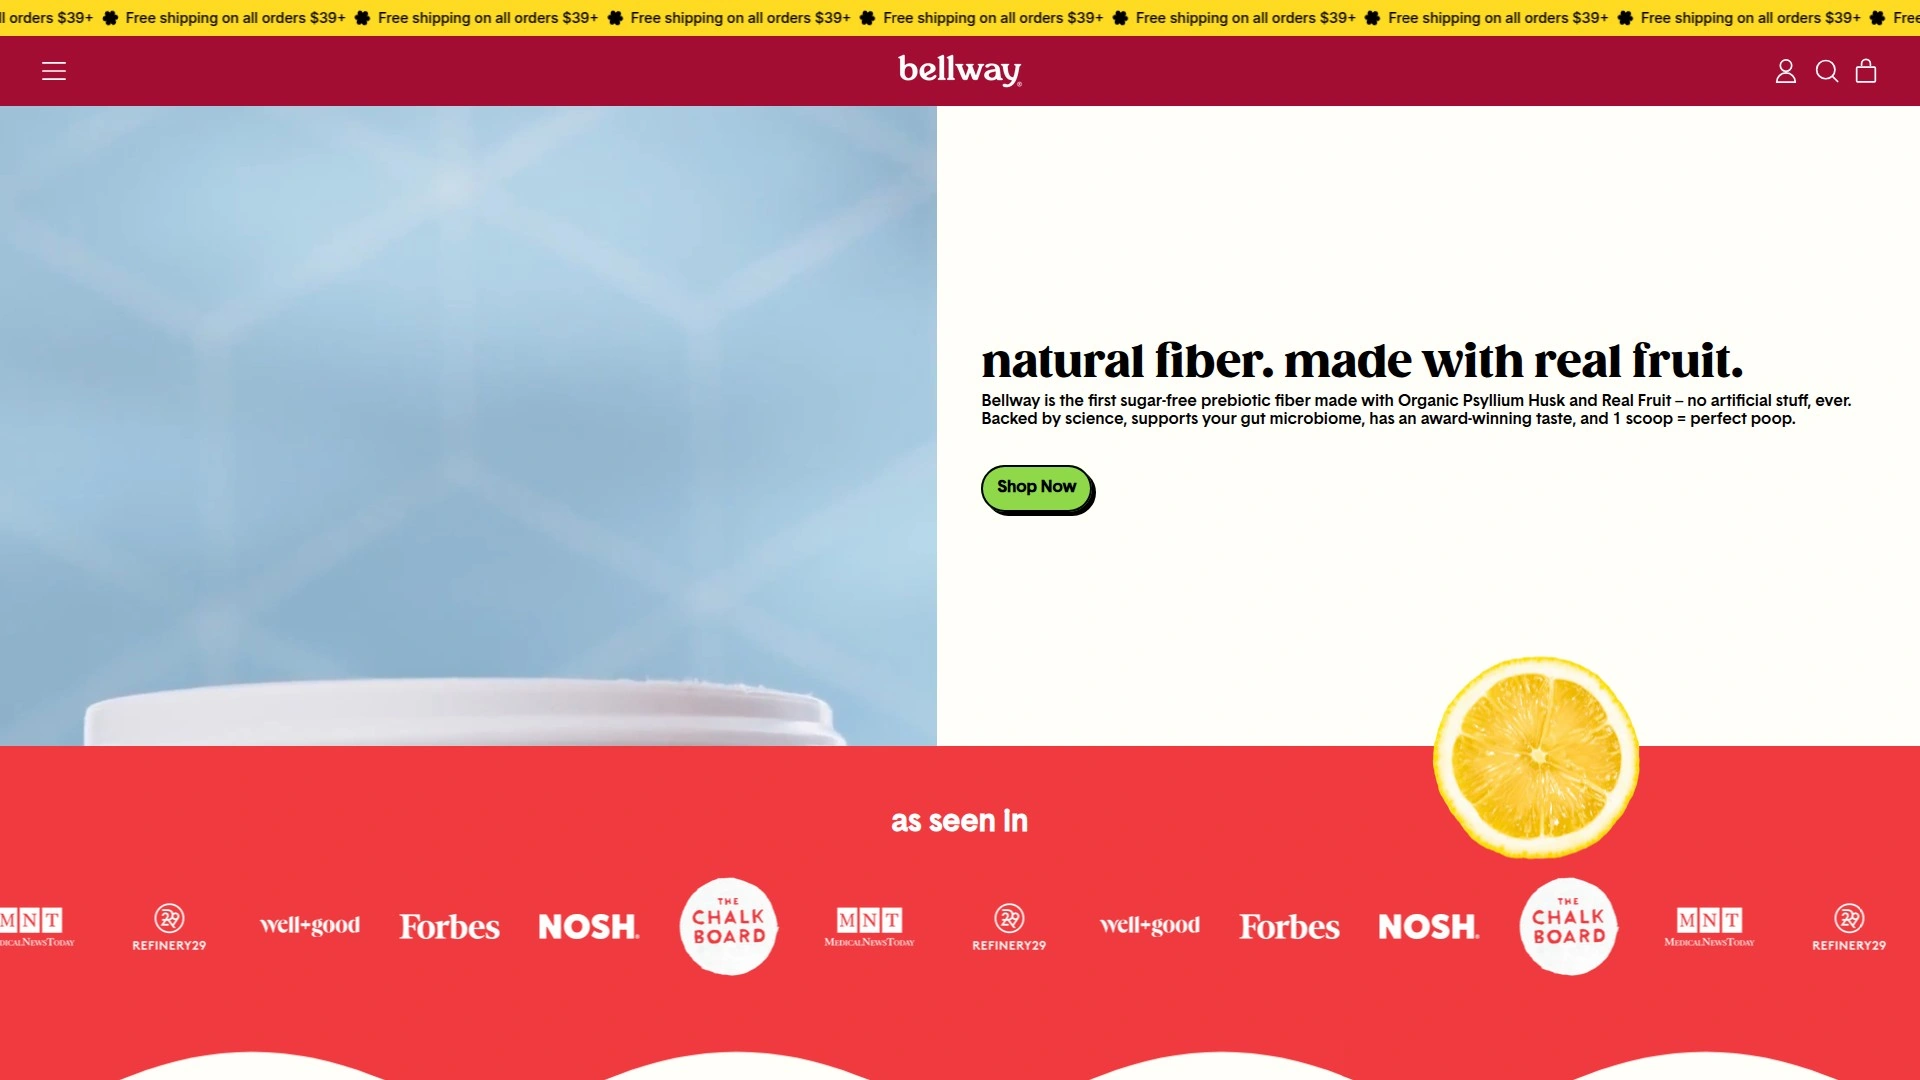 ll orders $39+ Free shipping on all orders $39+ Free shipping on all orders $39+ Free shipping on all orders $39+ Free shipping on all orders $39+ Free shipping on all orders $39+ Free shipping on all orders $39+ Free shipping on all orders $39+ Free
bellway
natural fiber. made with real fruit.
Bellway is the first sugar-free prebiotic fiber made with Organic Psyllium Husk and Real Fruit – no artificial stuff, ever.
Backed by science, supports your gut microbiome, has an award-winning taste, and 1 scoop = perfect poop.
Shop Now
as seen in
MNT
DICALNEWSTODAY
29
REFINERY29
well+good
Forbes
NOSH.
THE
CHALK
BOARD
MNT
MEDICALNEWSTODAY
29
REFINERY29
well+good
Forbes
NOSH.
THE
CHALK
BOARD
MNT
MEDICALNEWSTODAY
29
REFINERY29